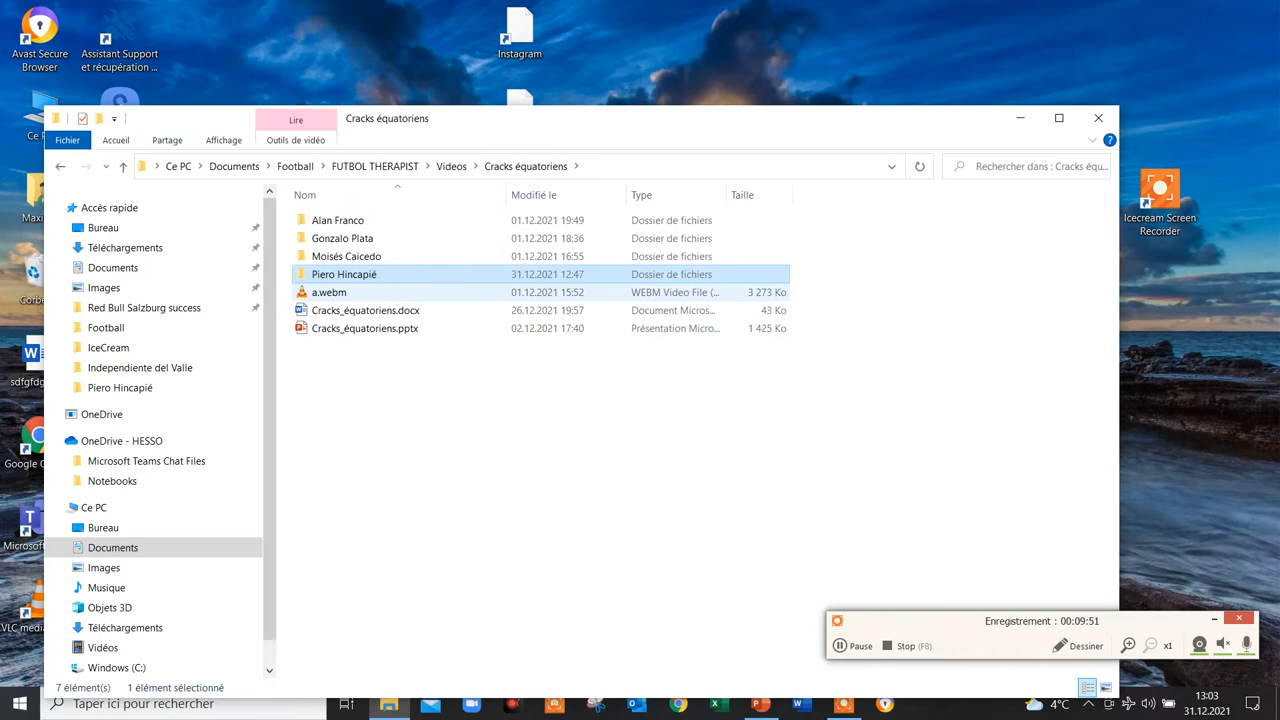 Avast Secure
Browser
Assistant Support
et récupération ...
Instagram
Lire
Cracks équatoriens
Fichier
Accueil
Partage
Affichage
Outils de vidéo
Ce PC
Documents
Football
FUTBOL THERAPIST
Videos
Cracks équatoriens
Rechercher dans : Cracks équ...
Nom
Modifié le
Type
Taille
Accès rapide
Bureau
Téléchargements
Documents
Images
Red Bull Salzburg success
Football
IceCream
Independiente del Valle
Piero Hincapié
OneDrive
OneDrive - HESSO
Microsoft Teams Chat Files
Notebooks
Ce PC
Bureau
Documents
Images
Musique
Objets 3D
Téléchargements
Vidéos
Windows (C:)
Alan Franco 01.12.2021 19:49 Dossier de fichiers
Gonzalo Plata 01.12.2021 18:36 Dossier de fichiers
Moisés Caicedo 01.12.2021 16:55 Dossier de fichiers
Piero Hincapié 31.12.2021 12:47 Dossier de fichiers
a.webm 01.12.2021 15:52 WEBM Video File (... 3 273 Ko
Cracks_équatoriens.docx 26.12.2021 19:57 Document Micros... 43 Ko
Cracks_équatoriens.pptx 02.12.2021 17:40 Présentation Micro... 1 425 Ko
Icecream Screen
Recorder
Ce P
Maxi
Corbe
sdfgfdg
Google C
Microsof
VLC medi
Enregistrement : 00:09:51
Pause
Stop (F8)
Dessiner
x1
7 élément(s)
1 élément sélectionné
Taper ici pour rechercher
4°C
13:03
31.12.2021